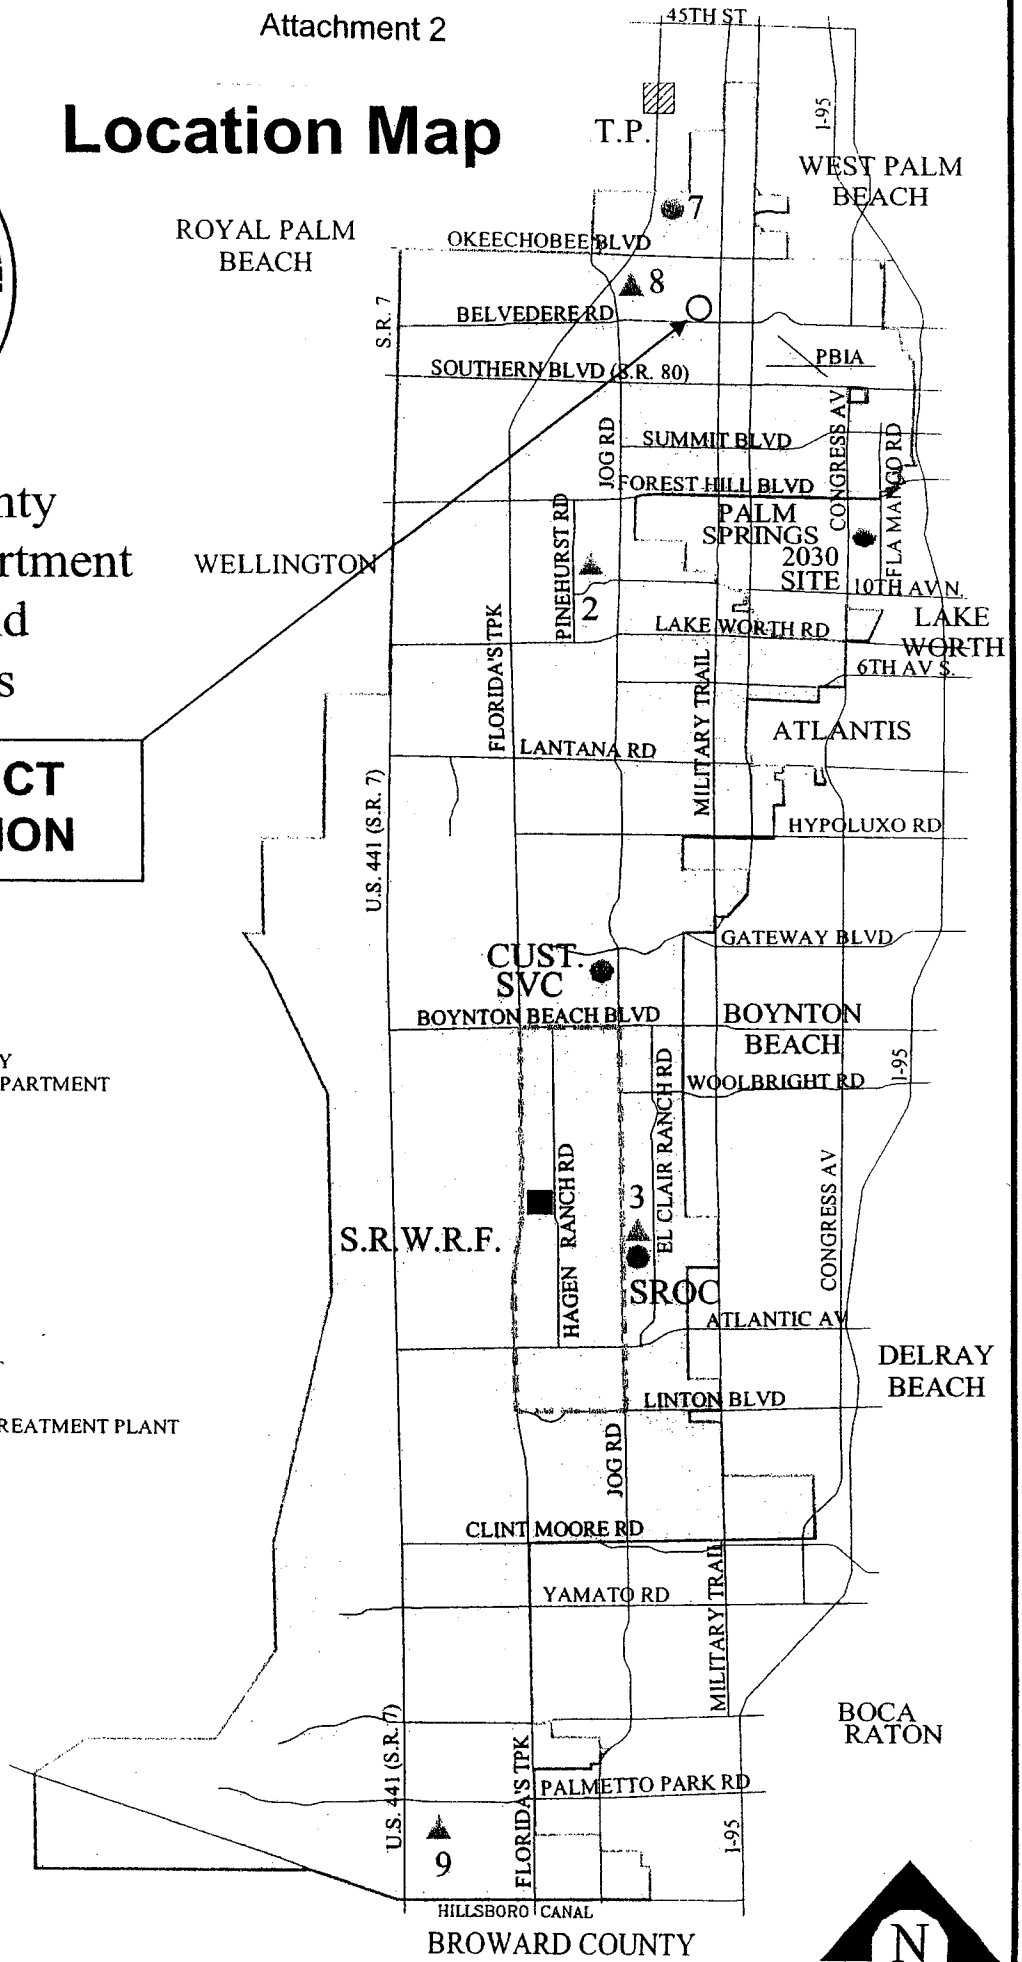 Attachment 2
45TH ST
Location Map
T.P.
I-95
WEST PALM
BEACH
7
ROYAL PALM
BEACH
OKEECHOBEE BLVD
8
S.R. 7
BELVEDERE RD
PBIA
SOUTHERN BLVD (S.R. 80)
JOG RD
SUMMIT BLVD
CONGRESS AV
FLA MANGO RD
FOREST HILL BLVD
nty
PALM
SPRINGS
rtment
WELLINGTON
PINEHURST RD
2030
SITE
10TH AV N.
2
d
LAKE
WORTH
LAKE WORTH RD
s
6TH AV S.
FLORIDA'S TPK
MILITARY TRAIL
ATLANTIS
LANTANA RD
CT
ION
U.S. 441 (S.R. 7)
HYPOLUXO RD
GATEWAY BLVD
CUST.
SVC
BOYNTON BEACH BLVD
BOYNTON
BEACH
Y
PARTMENT
I-95
WOOLBRIGHT RD
EL CLAIR RANCH RD
HAGEN RANCH RD
CONGRESS AV
3
S.R.W.R.F.
SROC
ATLANTIC AV
DELRAY
BEACH
LINTON BLVD
REATMENT PLANT
JOG RD
CLINT MOORE RD
MILITARY TRAIL
YAMATO RD
BOCA
RATON
U.S. 441 (S.R. 7)
FLORIDA'S TPK
PALMETTO PARK RD
I-95
9
HILLSBORO CANAL
BROWARD COUNTY
N